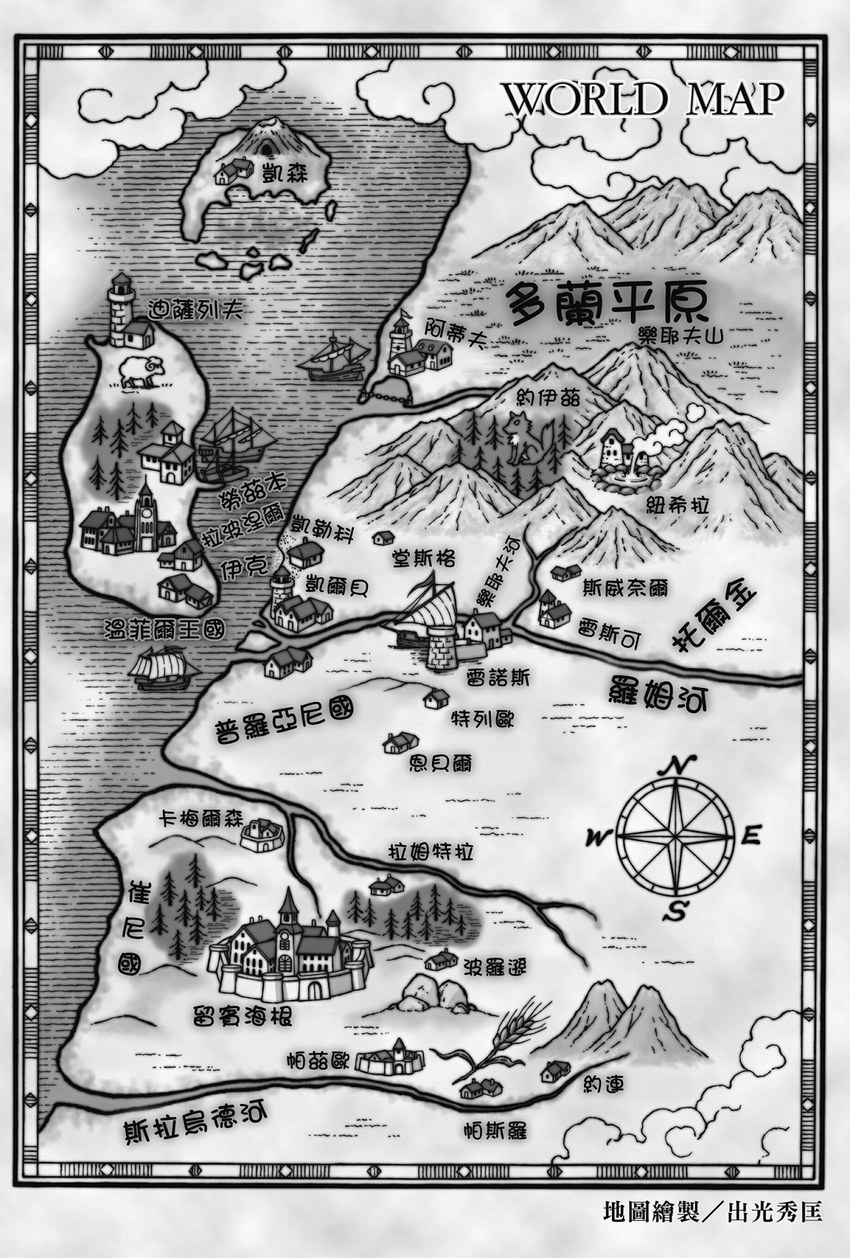 WORLD MAP
凱森
迪薩列夫
多蘭平原
樂耶夫山
阿蒂夫
約伊茲
紐希拉
勞茲本
拉波涅爾
伊克
凱勒科
凱爾貝
堂斯格
樂耶夫河
斯威奈爾
雷斯可
托爾金
溫菲爾王國
雷諾斯
羅姆河
普羅亞尼國
特列歐
恩貝爾
N
W
E
S
卡梅爾森
拉姆特拉
崔尼國
留賓海根
波羅遜
帕茲歐
約連
斯拉烏德河
帕斯羅
地圖繪製／出光秀匡